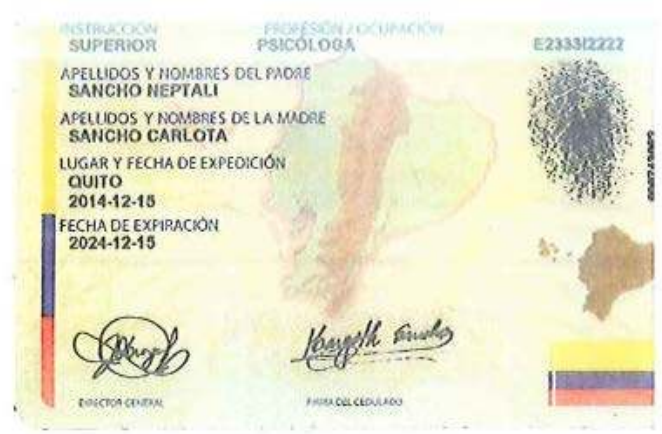 INSTRUCCIÓN PROFESIÓN / OCUPACIÓN
SUPERIOR PSICÓLOGA E2333I2222
APELLIDOS Y NOMBRES DEL PADRE
SANCHO NEPTALI
APELLIDOS Y NOMBRES DE LA MADRE
SANCHO CARLOTA
LUGAR Y FECHA DE EXPEDICIÓN
QUITO
2014-12-15
FECHA DE EXPIRACIÓN
2024-12-15
DIRECTOR GENERAL FIRMA DEL CEDULADO